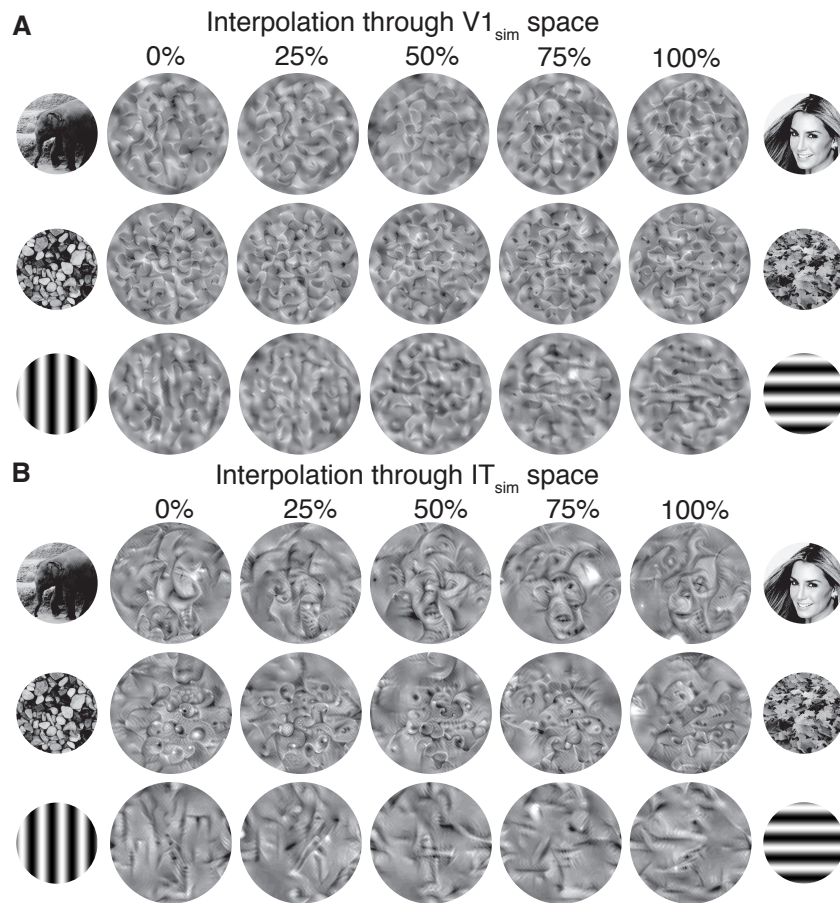 A
Interpolation through V1sim space
0% 25% 50% 75% 100%
B
Interpolation through ITsim space
0% 25% 50% 75% 100%